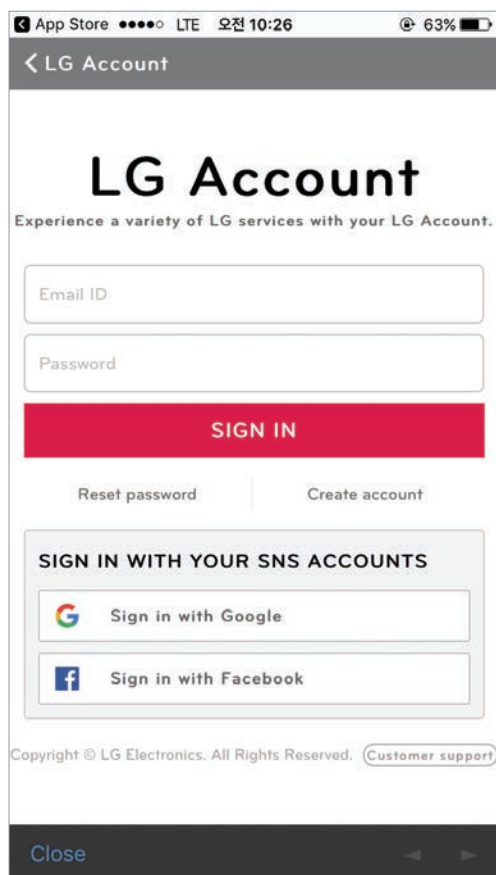 App Store LTE 오전 10:26 63%
LG Account
LG Account
Experience a variety of LG services with your LG Account.
Email ID
Password
SIGN IN
Reset password Create account
SIGN IN WITH YOUR SNS ACCOUNTS
Sign in with Google
Sign in with Facebook
Copyright © LG Electronics. All Rights Reserved. Customer support
Close